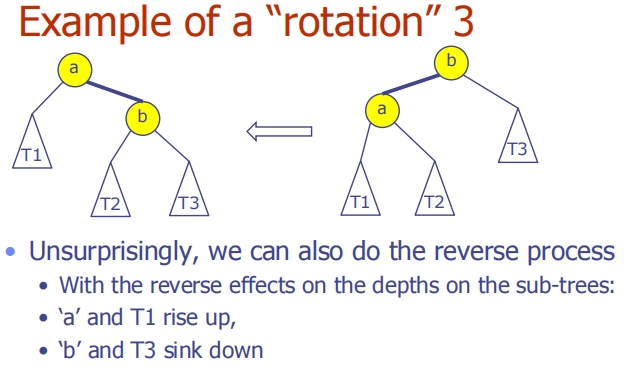 Example of a “rotation” 3
a
b
T1
T2
T3
b
a
T1
T2
T3
• Unsurprisingly, we can also do the reverse process
• With the reverse effects on the depths on the sub-trees:
• ‘a’ and T1 rise up,
• ‘b’ and T3 sink down